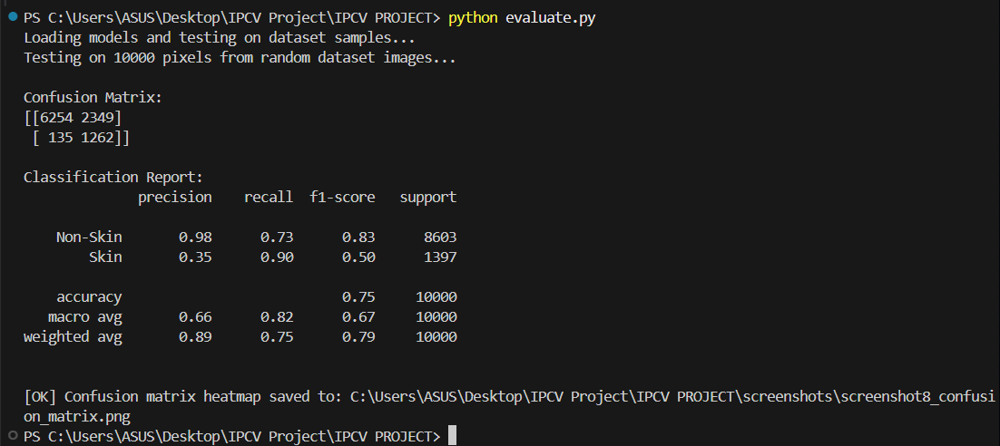 PS C:\Users\ASUS\Desktop\IPCV Project\IPCV PROJECT> python evaluate.py
Loading models and testing on dataset samples...
Testing on 10000 pixels from random dataset images...
Confusion Matrix:
[[6254 2349]
 [ 135 1262]]
Classification Report:
              precision    recall  f1-score   support
    Non-Skin       0.98      0.73      0.83      8603
        Skin       0.35      0.90      0.50      1397
    accuracy                           0.75     10000
   macro avg       0.66      0.82      0.67     10000
weighted avg       0.89      0.75      0.79     10000
[OK] Confusion matrix heatmap saved to: C:\Users\ASUS\Desktop\IPCV Project\IPCV PROJECT\screenshots\screenshot8_confusi
on_matrix.png
PS C:\Users\ASUS\Desktop\IPCV Project\IPCV PROJECT>